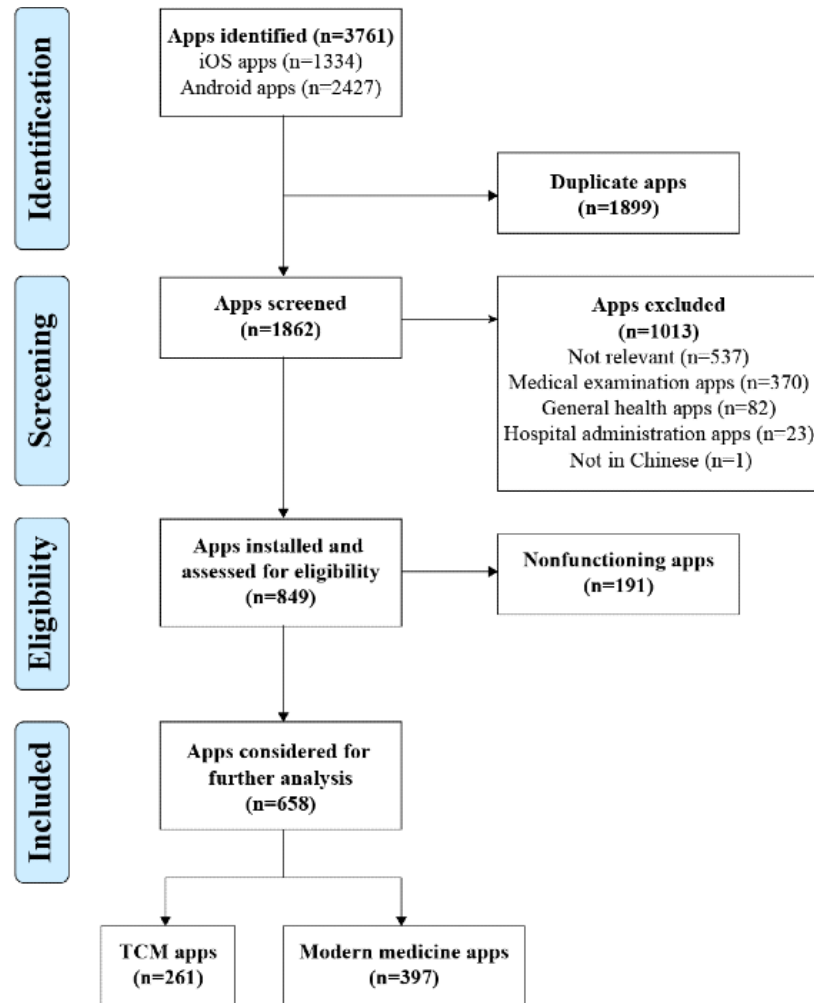 Identification
Apps identified (n=3761)
iOS apps (n=1334)
Android apps (n=2427)
Duplicate apps
(n=1899)
Screening
Apps screened
(n=1862)
Apps excluded
(n=1013)
Not relevant (n=537)
Medical examination apps (n=370)
General health apps (n=82)
Hospital administration apps (n=23)
Not in Chinese (n=1)
Eligibility
Apps installed and
assessed for eligibility
(n=849)
Nonfunctioning apps
(n=191)
Included
Apps considered for
further analysis
(n=658)
TCM apps
(n=261)
Modern medicine apps
(n=397)